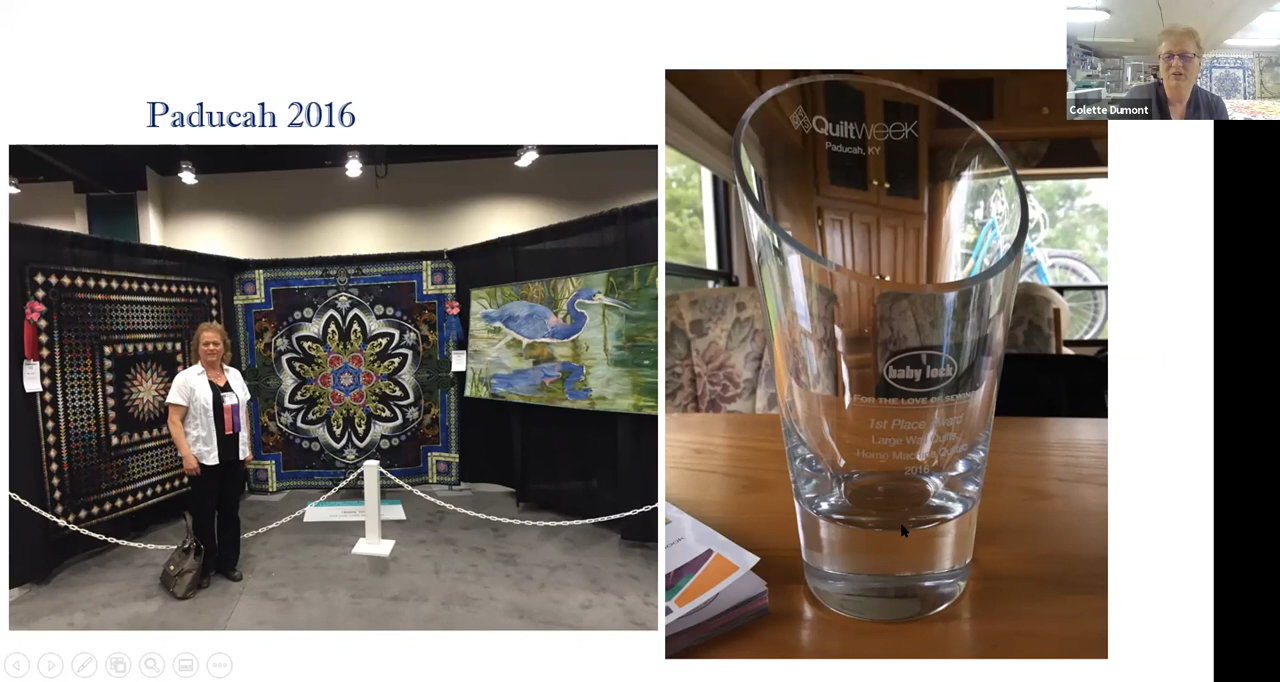 Paducah 2016
QuiltWeek
Paducah, KY
baby lock
FOR THE LOVE OF SEWING
1st Place Award
Large Wall Quilts
Home Machine Quilted
2016
Colette Dumont